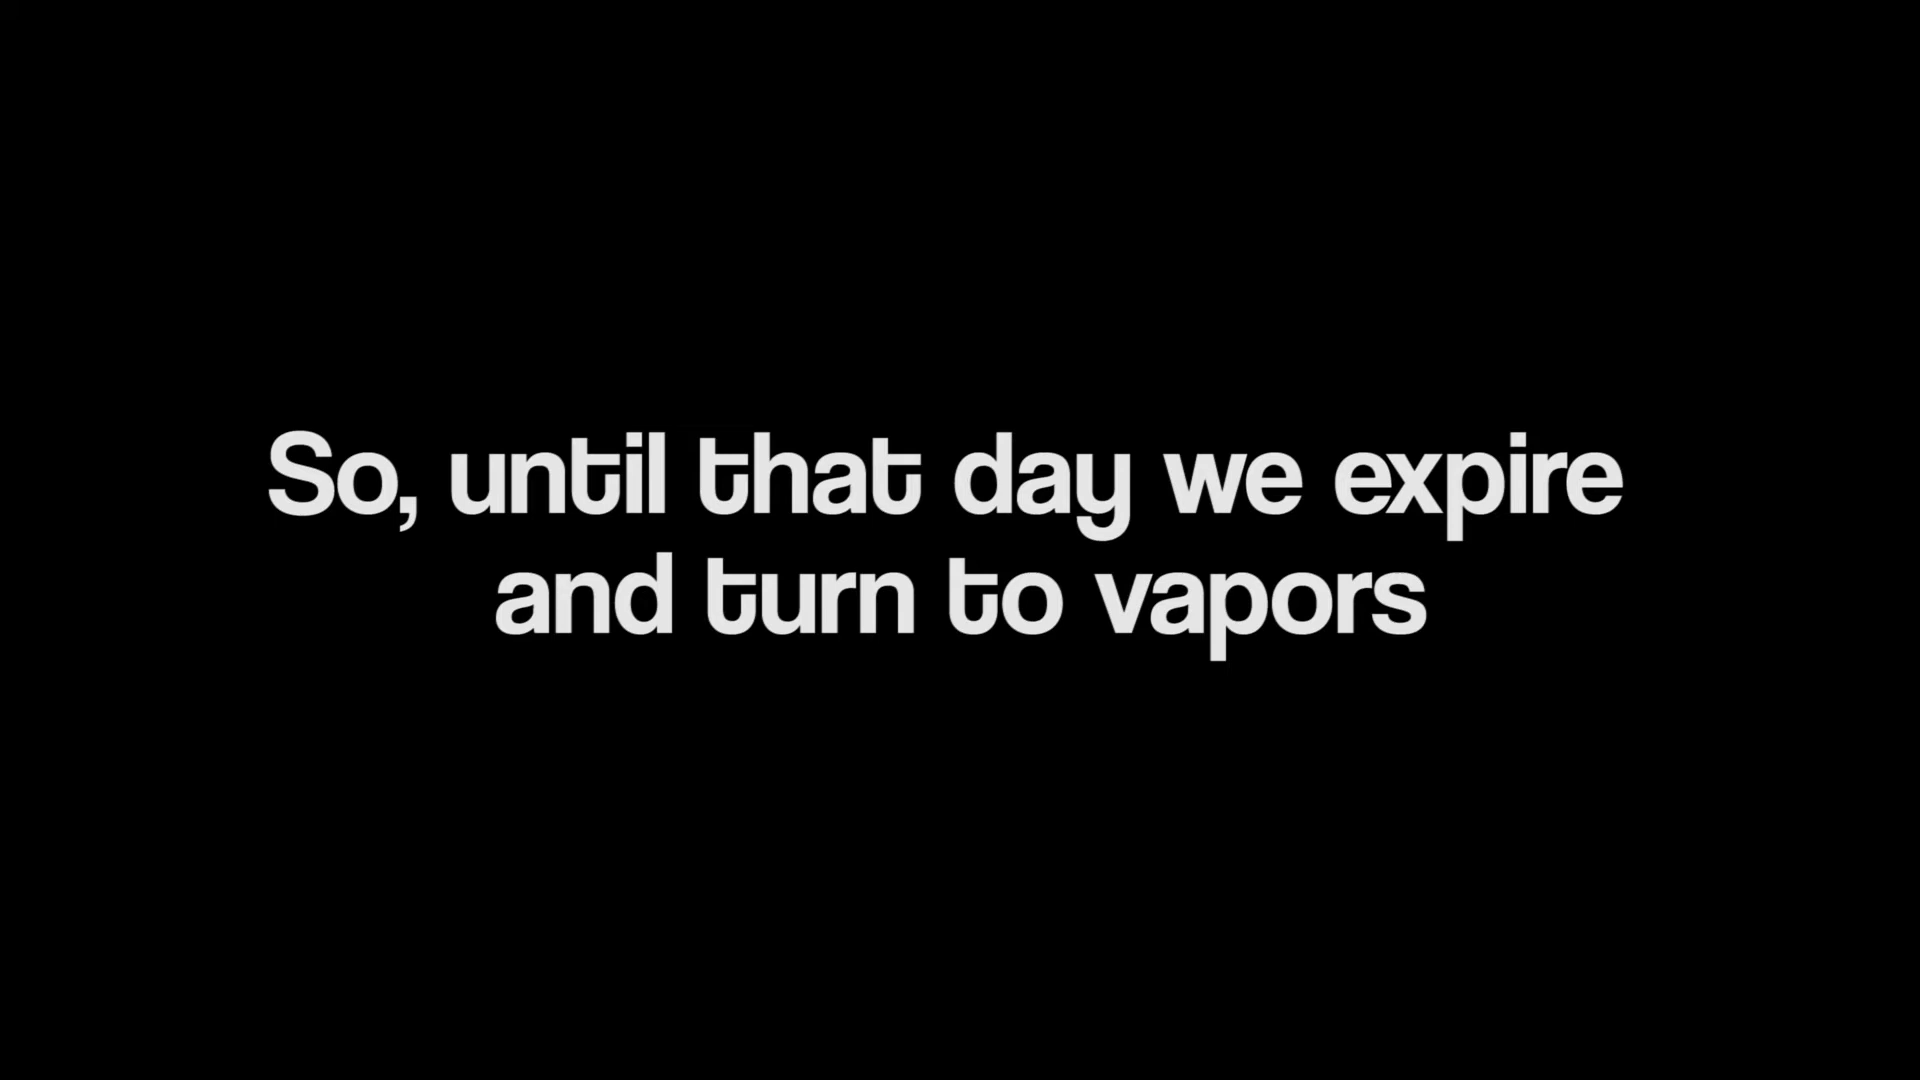 So, until that day we expire
and turn to vapors